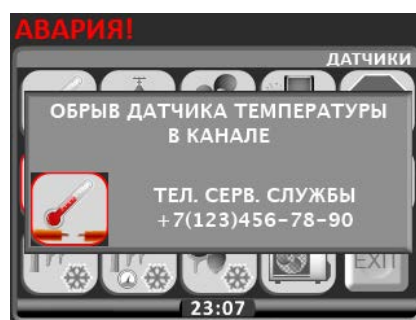 АВАРИЯ!
ДАТЧИКИ
ОБРЫВ ДАТЧИКА ТЕМПЕРАТУРЫ
В КАНАЛЕ
ТЕЛ. СЕРВ. СЛУЖБЫ
+7(123)456-78-90
EXIT
23:07